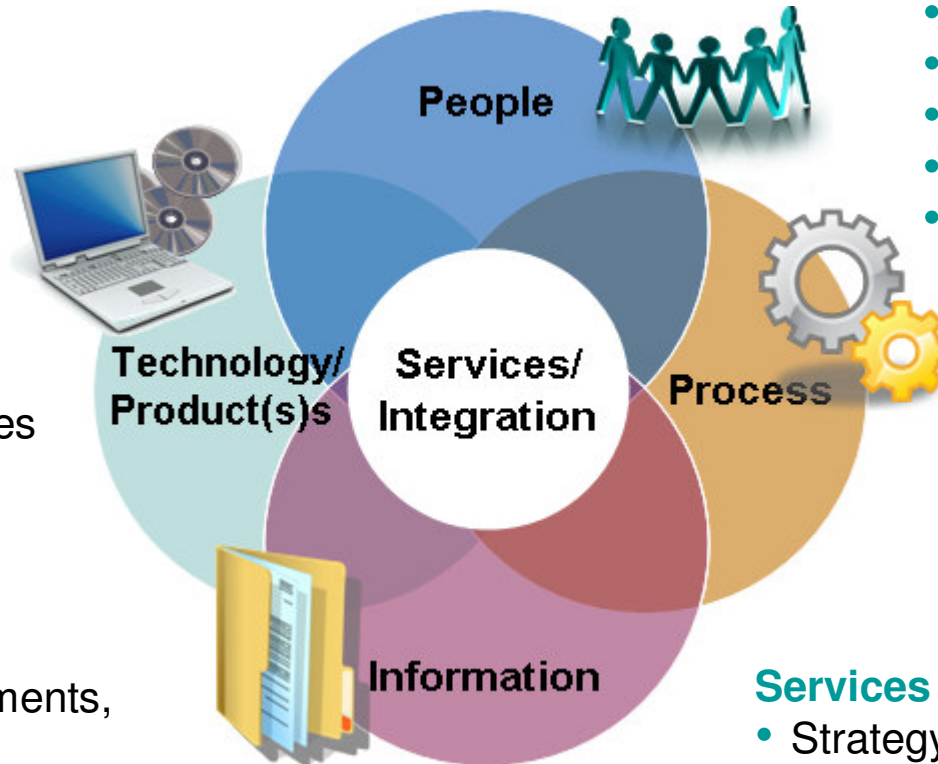 People
Technology/
Product(s)s
Services/
Integration
Process
es
Information
ments,
Services
• Strategy